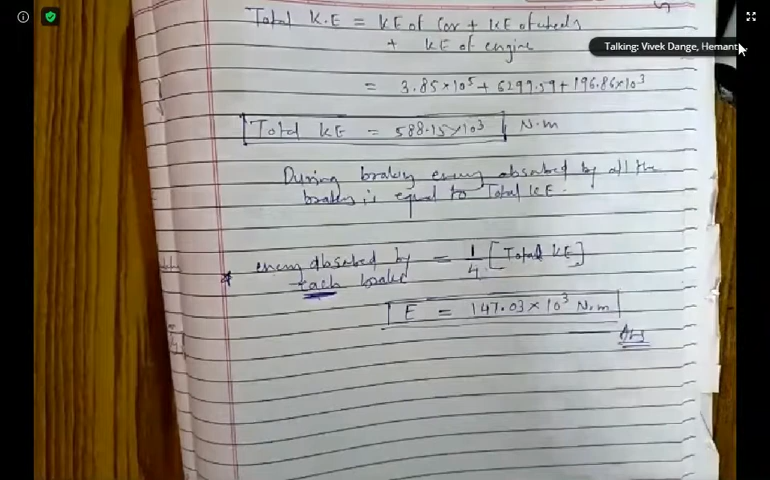 Talking: Vivek Dange, Hemant
Total K.E = KE of Car + KE of wheels
+ KE of engine
= 3.85×10⁵ + 6299.59 + 196.86×10³
Total KE = 588.15×10³ N.m
During braking energy absorbed by all the
brakes is equal to Total KE.
* energy absorbed by = 1/4 [Total KE]
each brake
E = 147.03×10³ N.m
Ans